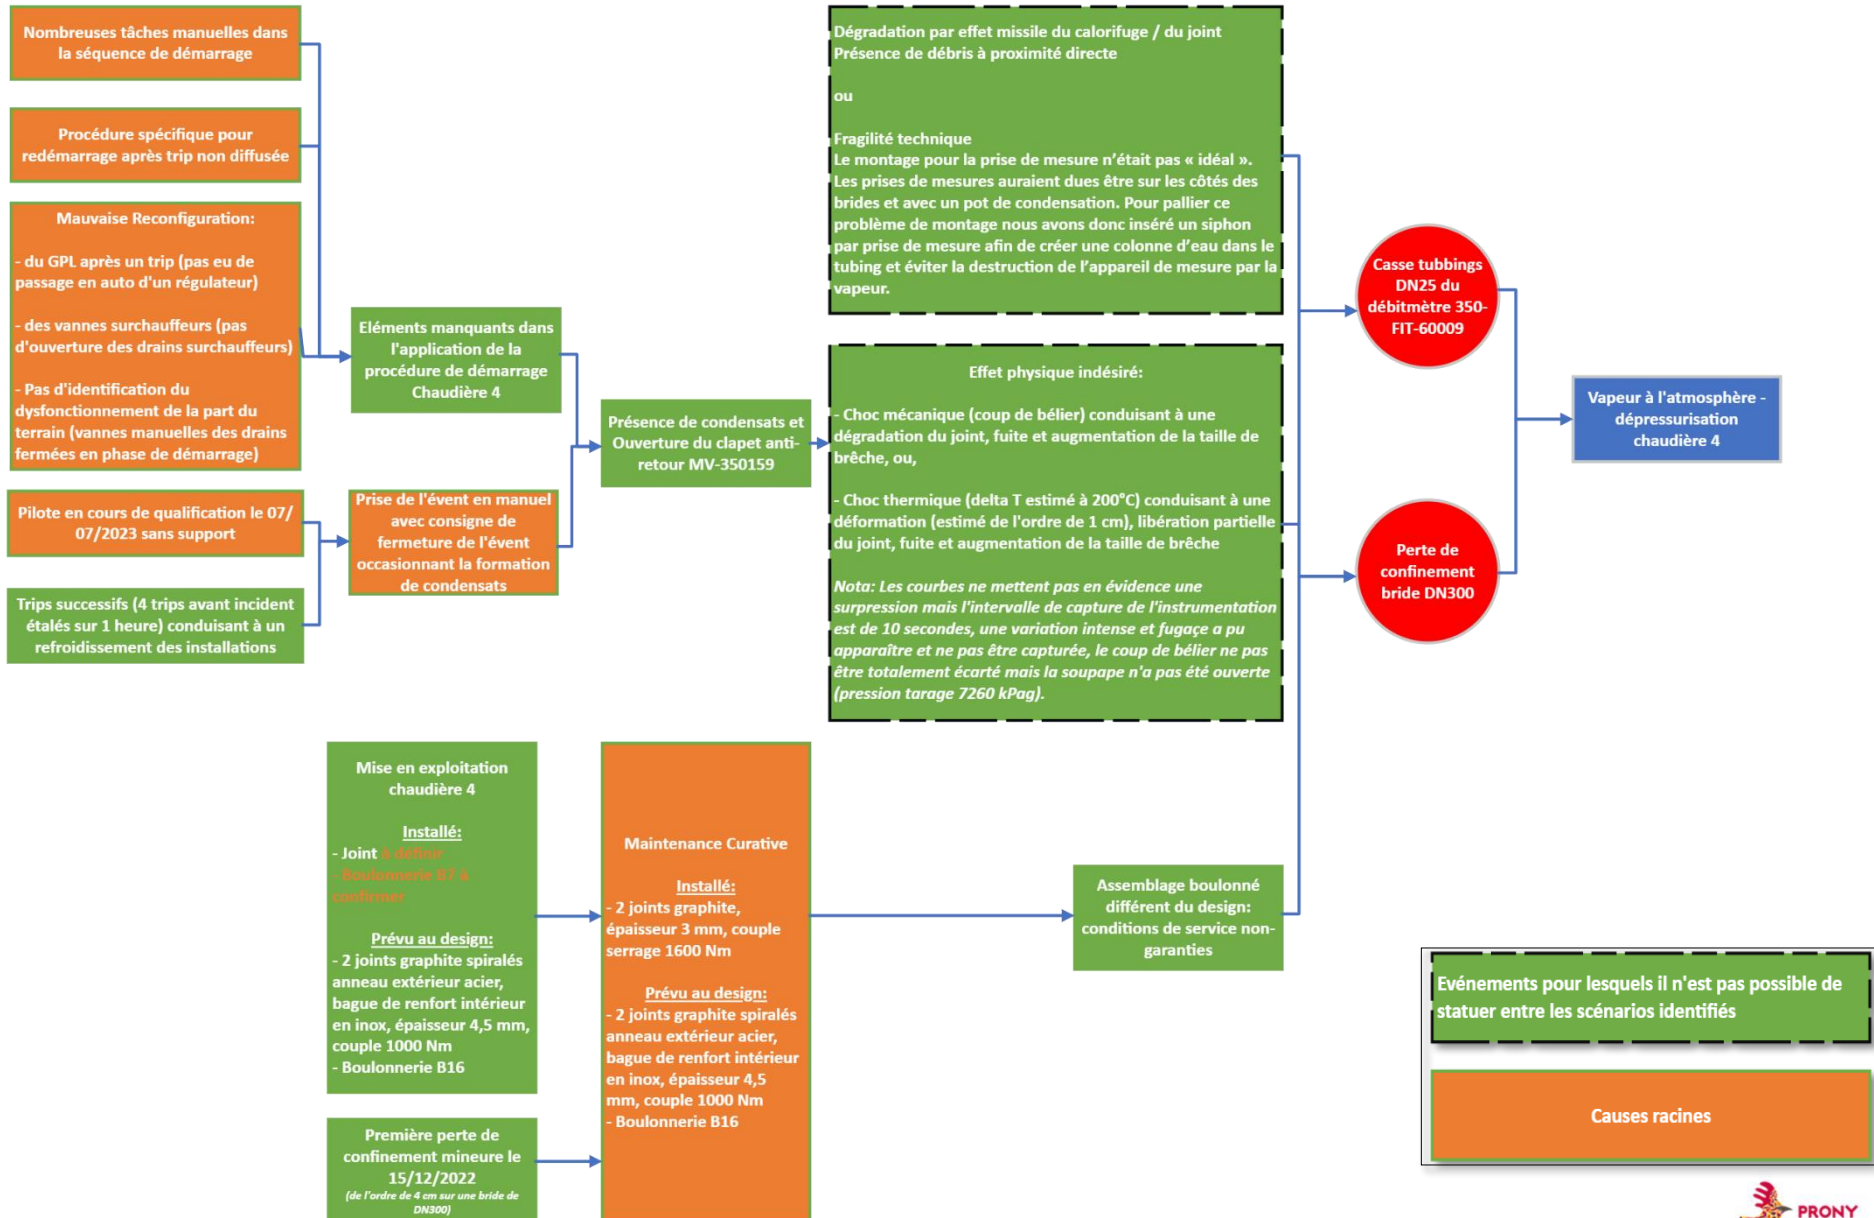 Nombreuses tâches manuelles dans
la séquence de démarrage
Procédure spécifique pour
redémarrage après trip non diffusée
Mauvaise Reconfiguration:
- du GPL après un trip (pas eu de
passage en auto d'un régulateur)
- des vannes surchauffeurs (pas
d'ouverture des drains surchauffeurs)
- Pas d'identification du
dysfonctionnement de la part du
terrain (vannes manuelles des drains
fermées en phase de démarrage)
Pilote en cours de qualification le 07/
07/2023 sans support
Trips successifs (4 trips avant incident
étalés sur 1 heure) conduisant à un
refroidissement des installations
Eléments manquants dans
l'application de la
procédure de démarrage
Chaudière 4
Prise de l'évent en manuel
avec consigne de
fermeture de l'évent
occasionnant la formation
de condensats
Présence de condensats et
Ouverture du clapet anti-
retour MV-350159
Dégradation par effet missile du calorifuge / du joint
Présence de débris à proximité directe
ou
Fragilité technique
Le montage pour la prise de mesure n'était pas « idéal ».
Les prises de mesures auraient dues être sur les côtés des
brides et avec un pot de condensation. Pour pallier ce
problème de montage nous avons donc inséré un siphon
par prise de mesure afin de créer une colonne d'eau dans le
tubing et éviter la destruction de l'appareil de mesure par la
vapeur.
Effet physique indésiré:
- Choc mécanique (coup de bélier) conduisant à une
dégradation du joint, fuite et augmentation de la taille de
brêche, ou,
- Choc thermique (delta T estimé à 200°C) conduisant à une
déformation (estimé de l'ordre de 1 cm), libération partielle
du joint, fuite et augmentation de la taille de brêche
Nota: Les courbes ne mettent pas en évidence une
surpression mais l'intervalle de capture de l'instrumentation
est de 10 secondes, une variation intense et fugaçe a pu
apparaître et ne pas être capturée, le coup de bélier ne pas
être totalement écarté mais la soupape n'a pas été ouverte
(pression tarage 7260 kPag).
Casse tubbings
DN25 du
débitmètre 350-
FIT-60009
Perte de
confinement
bride DN300
Vapeur à l'atmosphère -
dépressurisation
chaudière 4
Mise en exploitation
chaudière 4
Installé:
- Joint à définir
- Boulonnerie B7 à
confirmer
Prévu au design:
- 2 joints graphite spiralés
anneau extérieur acier,
bague de renfort intérieur
en inox, épaisseur 4,5 mm,
couple 1000 Nm
- Boulonnerie B16
Première perte de
confinement mineure le
15/12/2022
(de l'ordre de 4 cm sur une bride de
DN300)
Maintenance Curative
Installé:
- 2 joints graphite,
épaisseur 3 mm, couple
serrage 1600 Nm
Prévu au design:
- 2 joints graphite spiralés
anneau extérieur acier,
bague de renfort intérieur
en inox, épaisseur 4,5
mm, couple 1000 Nm
- Boulonnerie B16
Assemblage boulonné
différent du design:
conditions de service non-
garanties
Evénements pour lesquels il n'est pas possible de
statuer entre les scénarios identifiés
Causes racines
PRONY